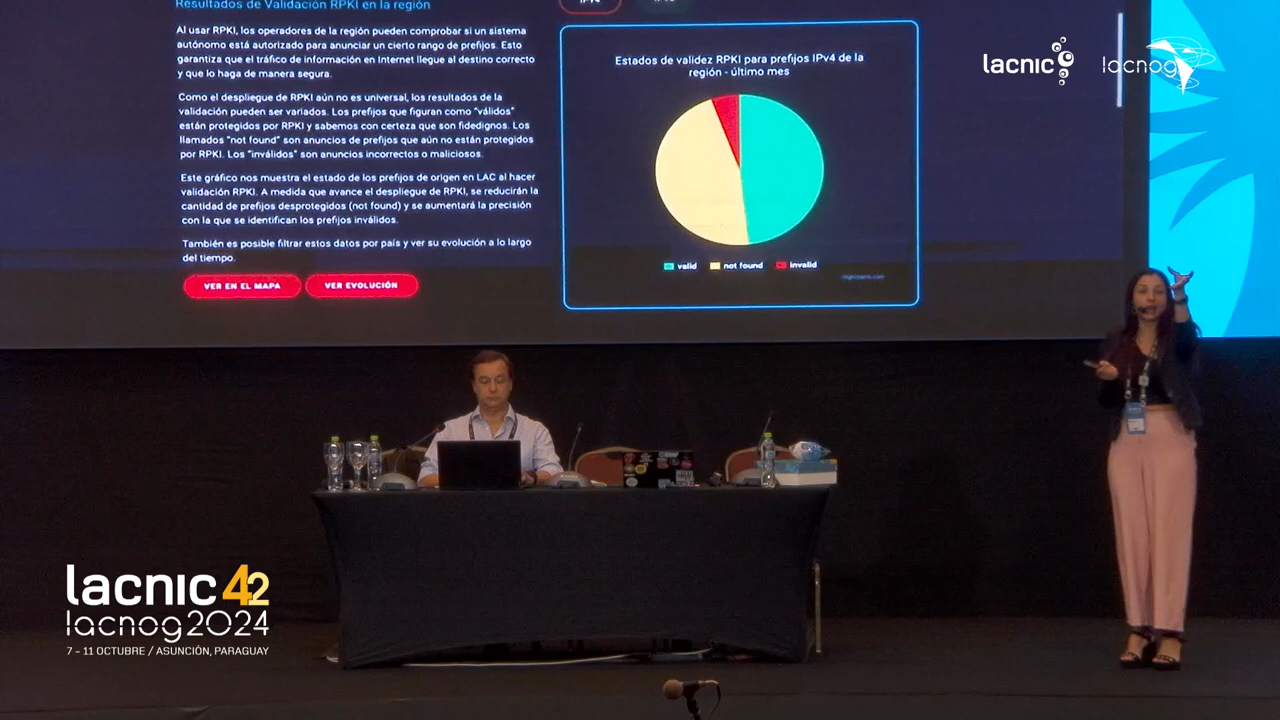 Resultados de Validación RPKI en la región
Al usar RPKI, los operadores de la región pueden comprobar si un sistema
autónomo está autorizado para anunciar un cierto rango de prefijos. Esto
garantiza que el tráfico de información en Internet llegue al destino correcto
y que lo haga de manera segura.
Como el despliegue de RPKI aún no es universal, los resultados de la
validación pueden ser variados. Los prefijos que figuran como "válidos"
están protegidos por RPKI y sabemos con certeza que son fidedignos. Los
llamados "not found" son anuncios de prefijos que aún no están protegidos
por RPKI. Los "inválidos" son anuncios incorrectos o maliciosos.
Este gráfico nos muestra el estado de los prefijos de origen en LAC al hacer
validación RPKI. A medida que avance el despliegue de RPKI, se reducirán la
cantidad de prefijos desprotegidos (not found) y se aumentará la precisión
con la que se identifican los prefijos inválidos.
También es posible filtrar estos datos por país y ver su evolución a lo largo
del tiempo.
VER EN EL MAPA
VER EVOLUCIÓN
Estados de validez RPKI para prefijos IPv4 de la
región - último mes
valid
not found
invalid
lacnic
lacnog
lacnic 42
lacnog2024
7 – 11 OCTUBRE / ASUNCIÓN, PARAGUAY